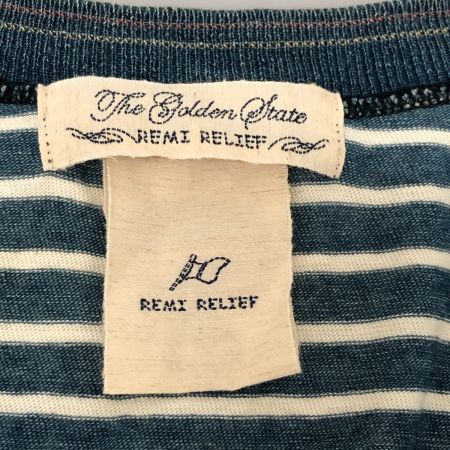 The Golden State
REMI RELIEF
REMI RELIEF